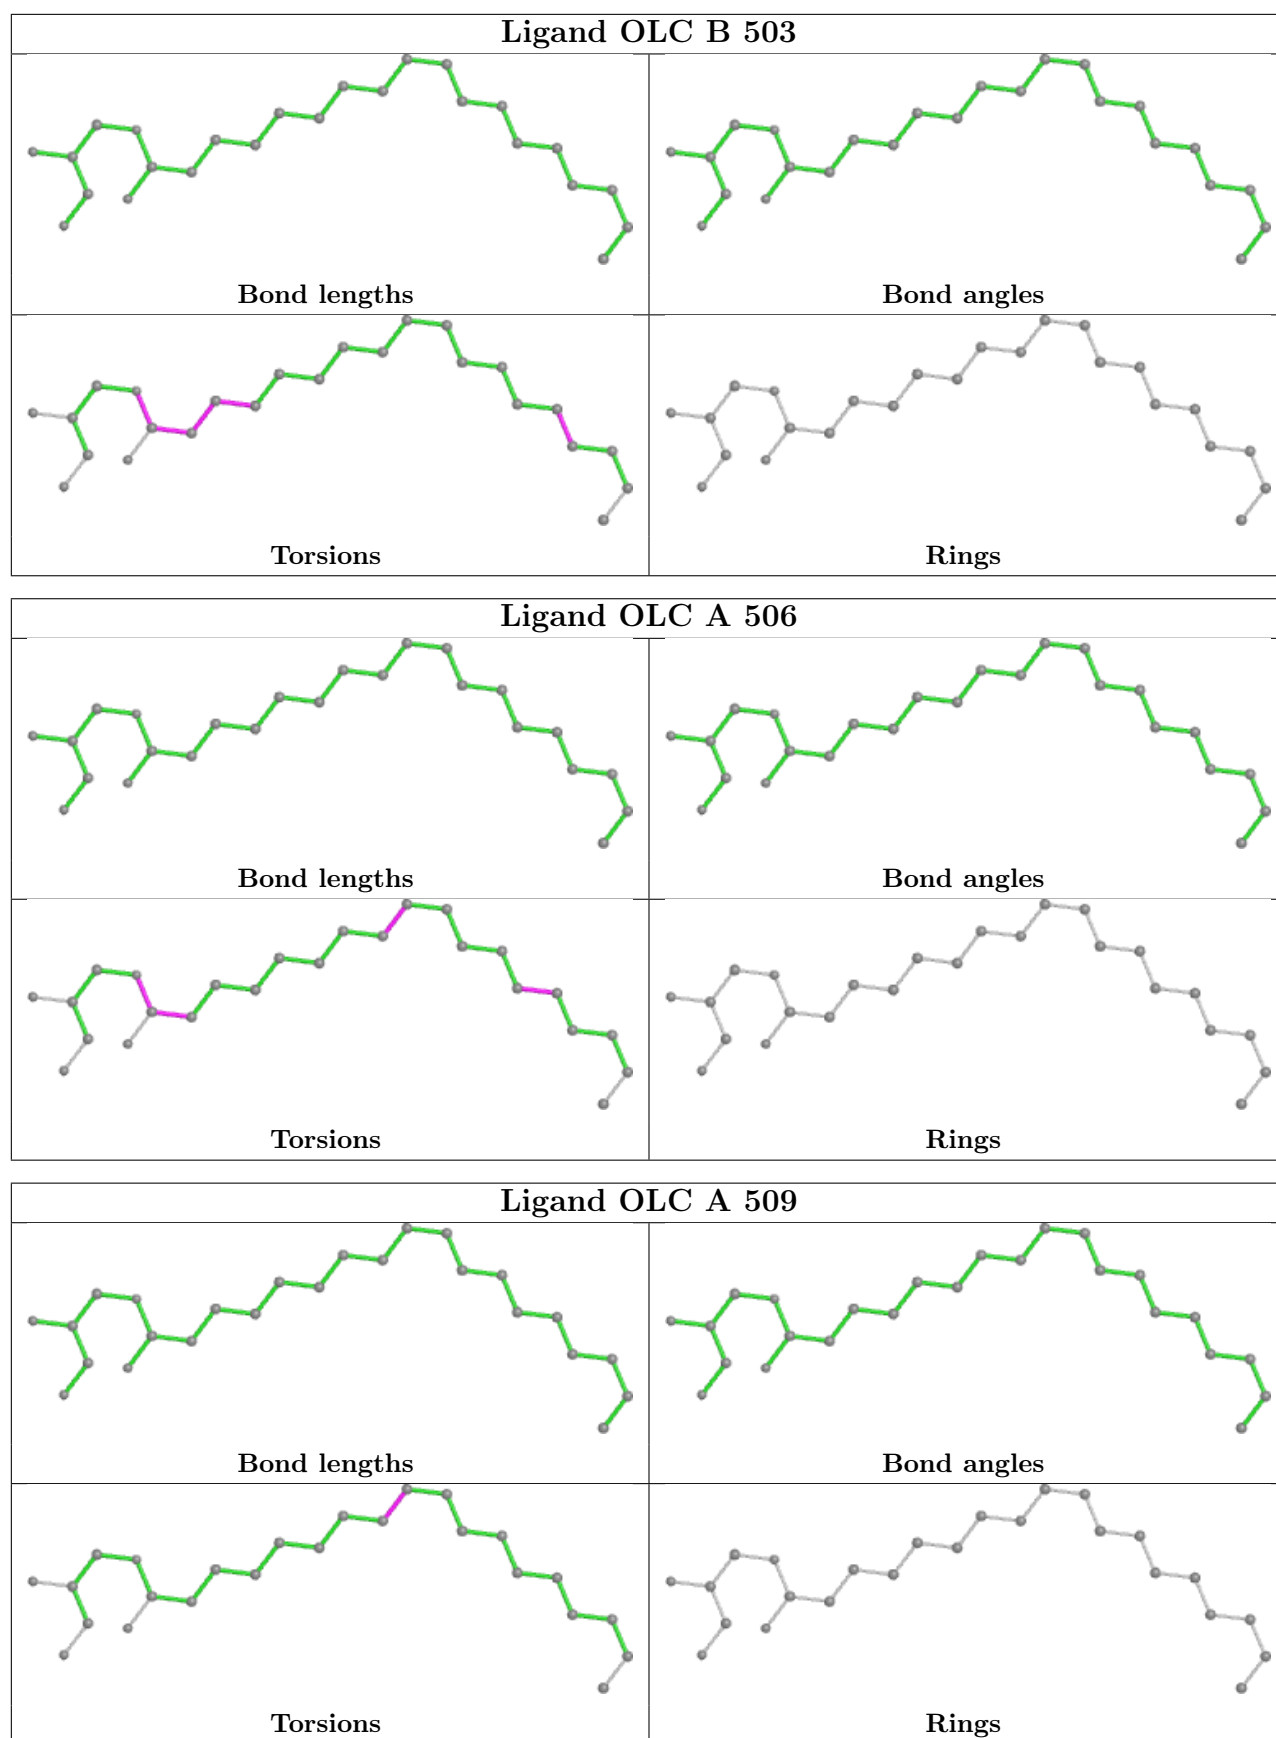 Ligand OLC B 503
Bond lengths
Bond angles
Torsions
Rings
Ligand OLC A 506
Bond lengths
Bond angles
Torsions
Rings
Ligand OLC A 509
Bond lengths
Bond angles
Torsions
Rings